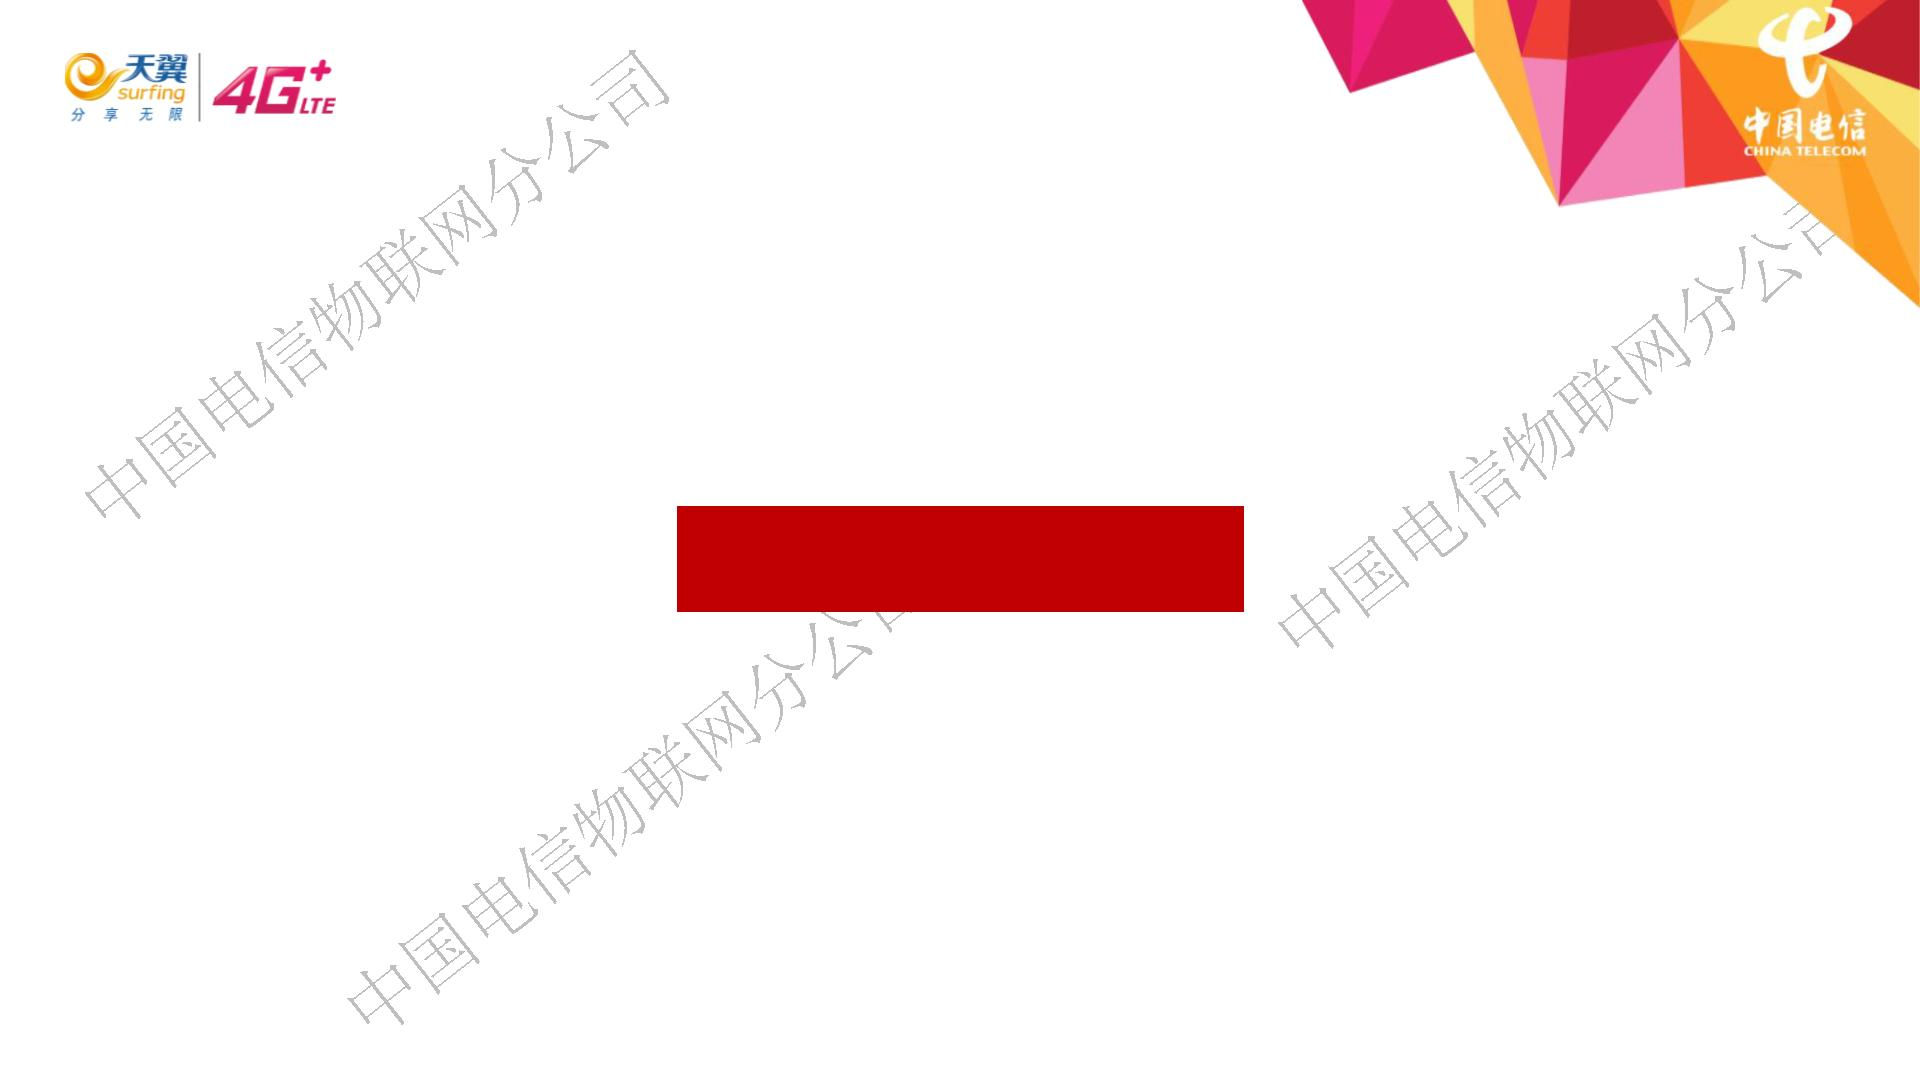 天翼
surfing
分享无限
4G+ LTE
中国电信
CHINA TELECOM
中国电信物联网分公司
中国电信物联网分公司
中国电信物联网分公司